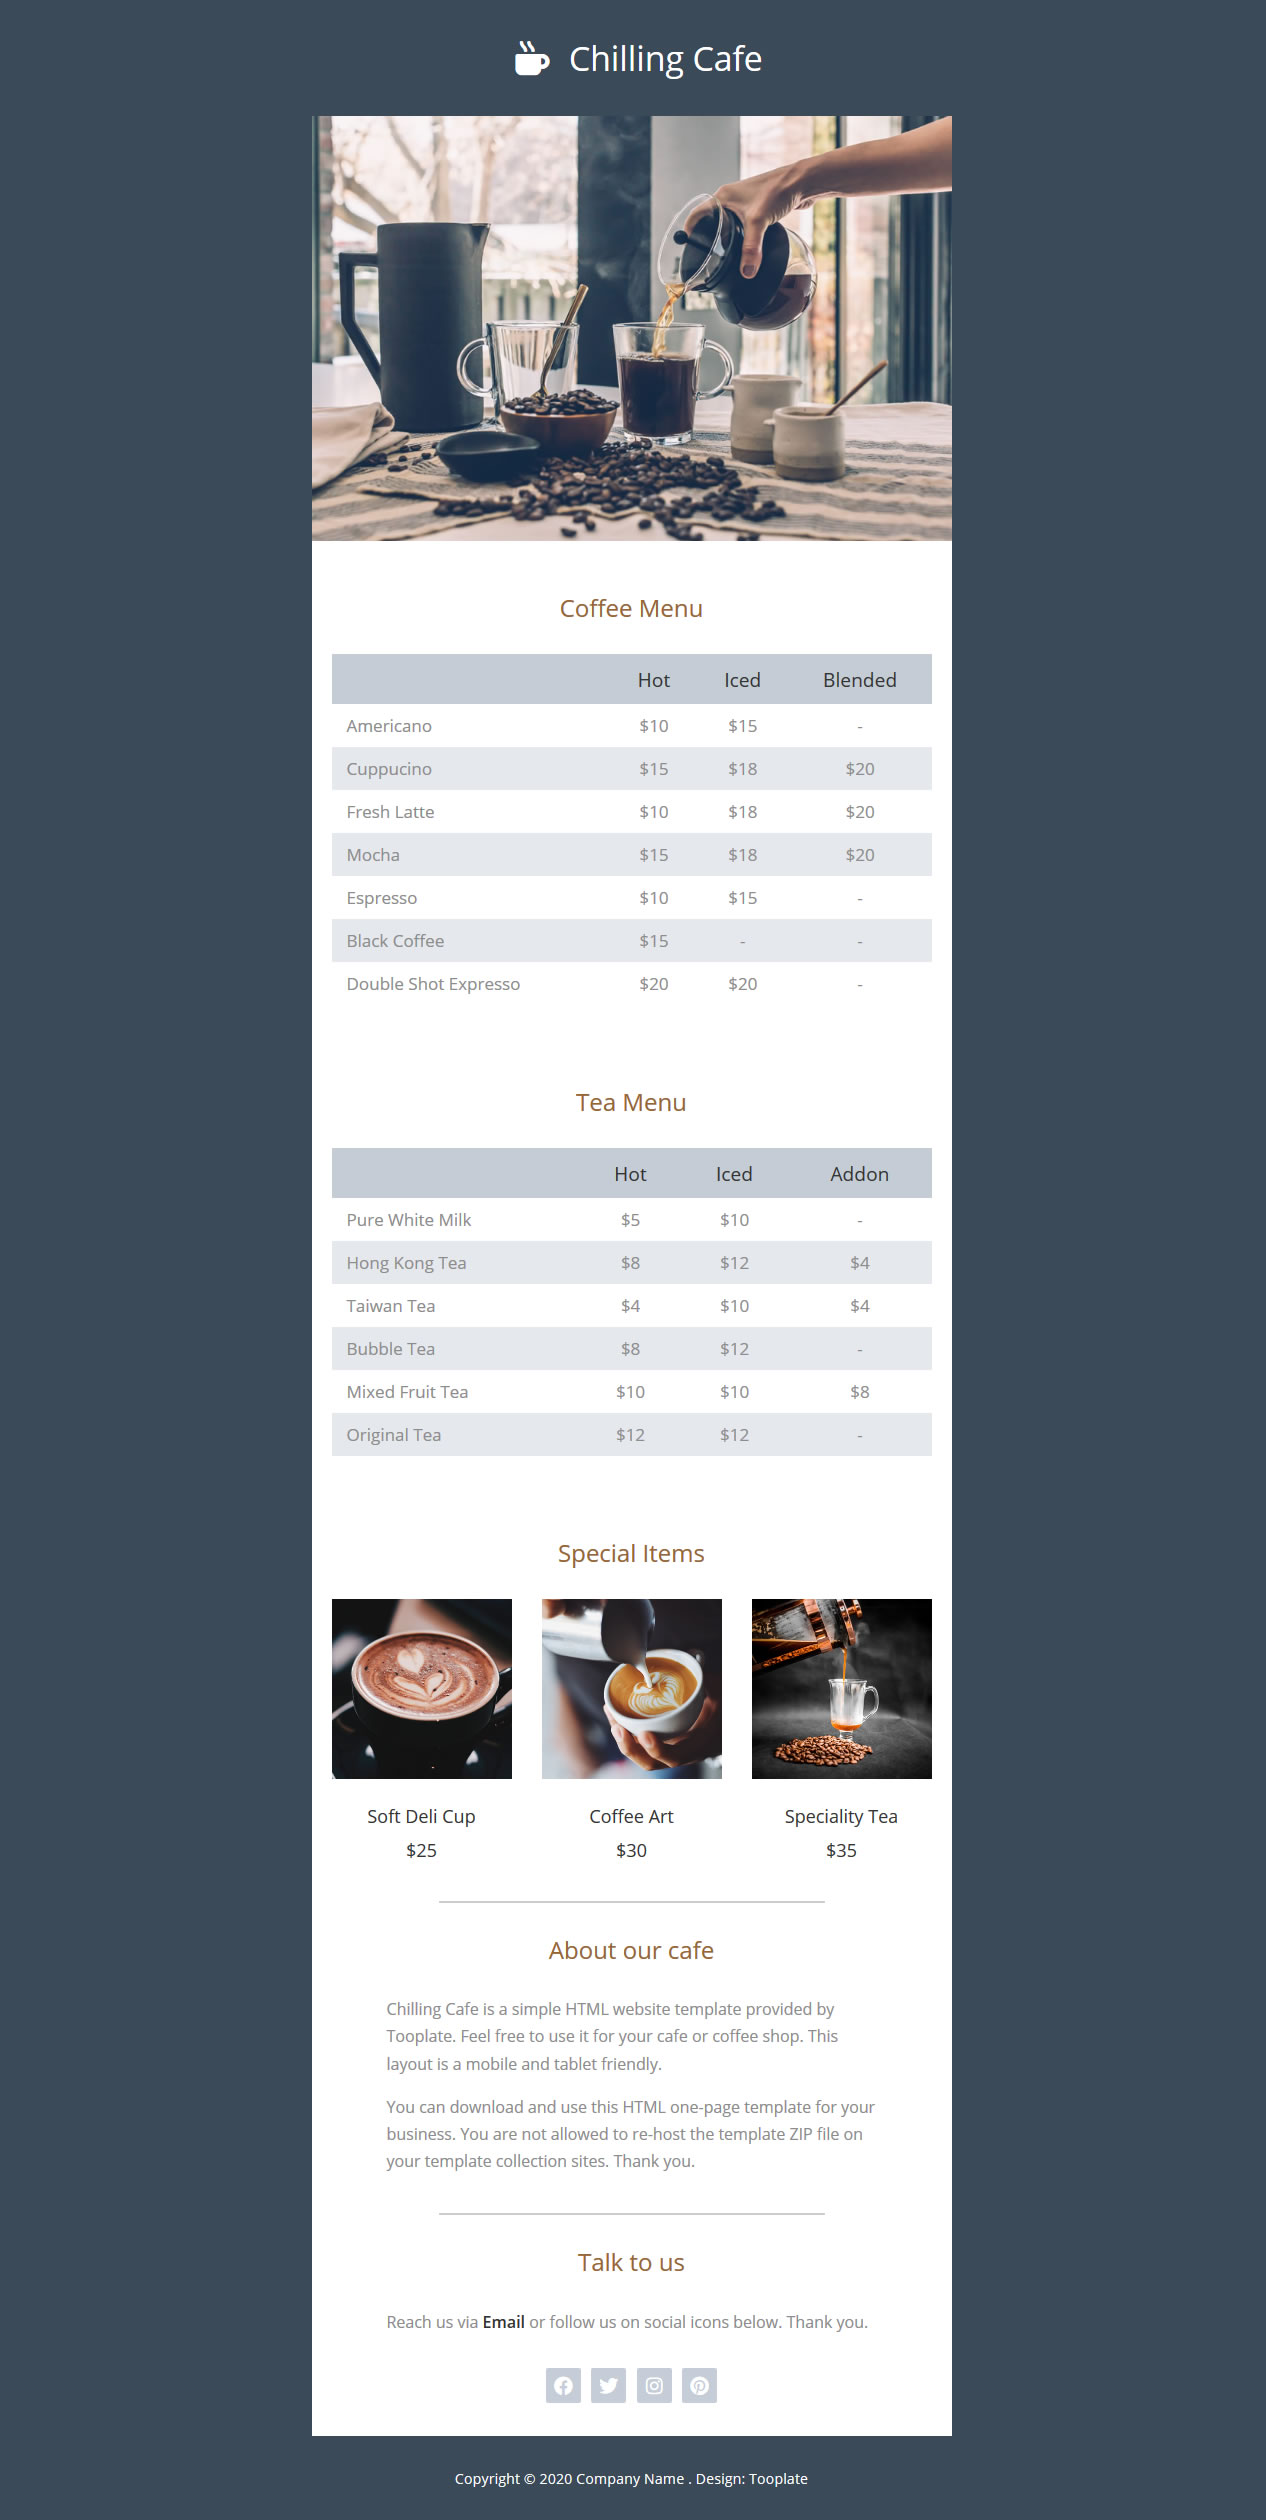 Chilling Cafe
Coffee Menu
Hot Iced Blended
Americano $10 $15 -
Cuppucino $15 $18 $20
Fresh Latte $10 $18 $20
Mocha $15 $18 $20
Espresso $10 $15 -
Black Coffee $15 - -
Double Shot Expresso $20 $20 -
Tea Menu
Hot Iced Addon
Pure White Milk $5 $10 -
Hong Kong Tea $8 $12 $4
Taiwan Tea $4 $10 $4
Bubble Tea $8 $12 -
Mixed Fruit Tea $10 $10 $8
Original Tea $12 $12 -
Special Items
Soft Deli Cup Coffee Art Speciality Tea
$25 $30 $35
About our cafe
Chilling Cafe is a simple HTML website template provided by
Tooplate. Feel free to use it for your cafe or coffee shop. This
layout is a mobile and tablet friendly.
You can download and use this HTML one-page template for your
business. You are not allowed to re-host the template ZIP file on
your template collection sites. Thank you.
Talk to us
Reach us via Email or follow us on social icons below. Thank you.
Copyright © 2020 Company Name . Design: Tooplate